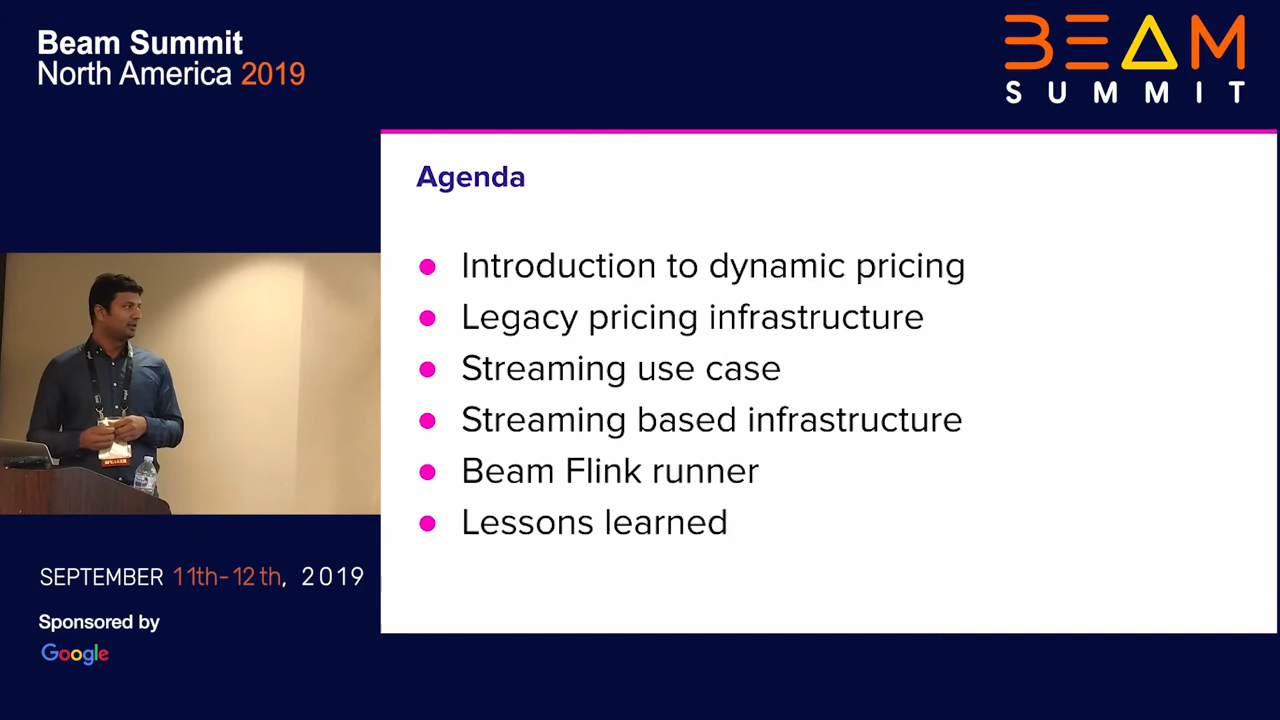 Beam Summit
North America 2019
BEAM
SUMMIT
Agenda
● Introduction to dynamic pricing
● Legacy pricing infrastructure
● Streaming use case
● Streaming based infrastructure
● Beam Flink runner
● Lessons learned
SPEAKER
SEPTEMBER 11th-12th, 2019
Sponsored by
Google